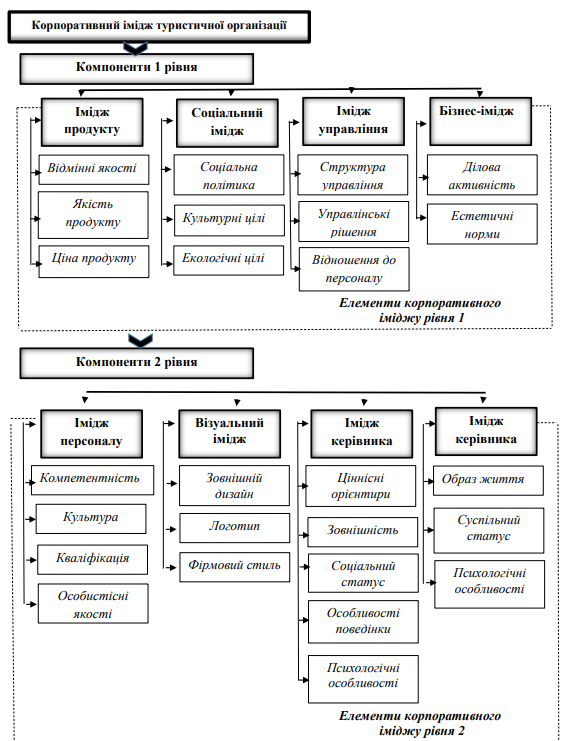 Корпоративний імідж туристичної організації
Компоненти 1 рівня
Імідж
продукту
Відмінні якості
Якість
продукту
Ціна продукту
Соціальний
імідж
Соціальна
політика
Культурні цілі
Екологічні цілі
Імідж
управління
Структура
управління
Управлінські
рішення
Відношення до
персоналу
Бізнес-імідж
Ділова
активність
Естетичні
норми
Елементи корпоративного
іміджу рівня 1
Компоненти 2 рівня
Імідж
персоналу
Компетентність
Культура
Кваліфікація
Особистісні
якості
Візуальний
імідж
Зовнішній
дизайн
Логотип
Фірмовий стиль
Імідж
керівника
Ціннісні
орієнтири
Зовнішність
Соціальний
статус
Особливості
поведінки
Психологічні
особливості
Імідж
керівника
Образ життя
Суспільний
статус
Психологічні
особливості
Елементи корпоративного
іміджу рівня 2